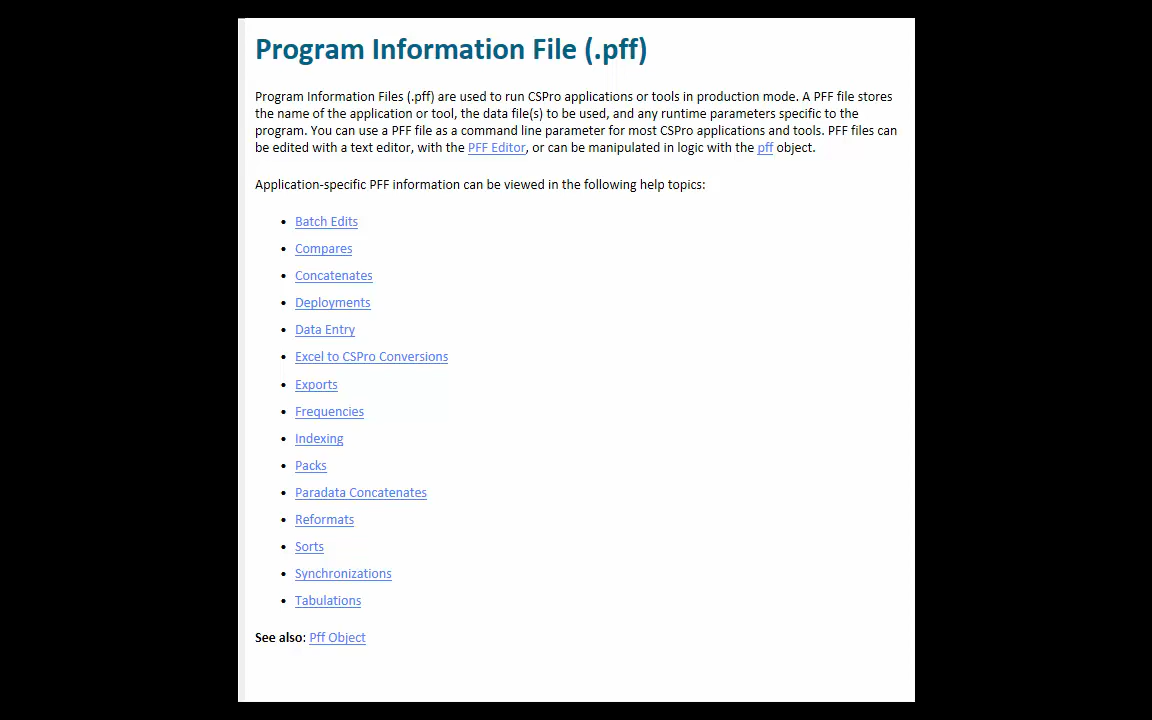 Program Information File (.pff)
Program Information Files (.pff) are used to run CSPro applications or tools in production mode. A PFF file stores
the name of the application or tool, the data file(s) to be used, and any runtime parameters specific to the
program. You can use a PFF file as a command line parameter for most CSPro applications and tools. PFF files can
be edited with a text editor, with the PFF Editor, or can be manipulated in logic with the pff object.
Application-specific PFF information can be viewed in the following help topics:
• Batch Edits
• Compares
• Concatenates
• Deployments
• Data Entry
• Excel to CSPro Conversions
• Exports
• Frequencies
• Indexing
• Packs
• Paradata Concatenates
• Reformats
• Sorts
• Synchronizations
• Tabulations
See also: Pff Object